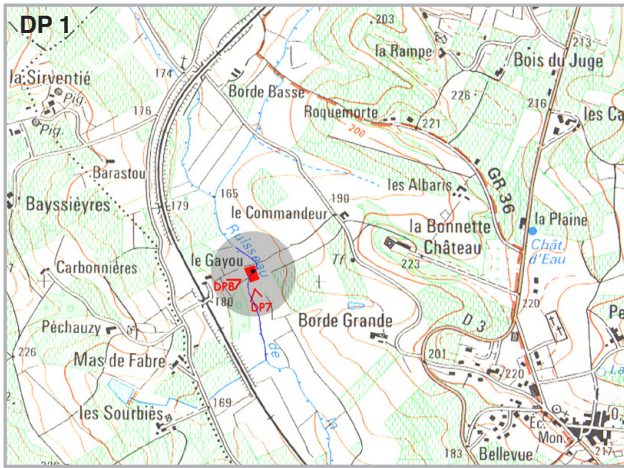 DP 1
203
213
la Rampe
174
Bois du Juge
la Sirventié
Pig.
Borde Basse
226
216
176
Roquemorte
221
les Ca
Pig.
200
Barastou
GR 36
165
190
les Albaris
Bayssièyres
179
le Commandeur
la Plaine
la Bonnette
Château
Chât.
d'Eau
Ruisseau
le Gayou
Tf
223
Carbonnières
DP8
180
DP7
220
Péchauzy
Borde Grande
D 3
Pe
226
Mas de Fabre
201
220
de
la
La
169
les Sourbiès
Ec.
Mon.
183
Bellevue
217